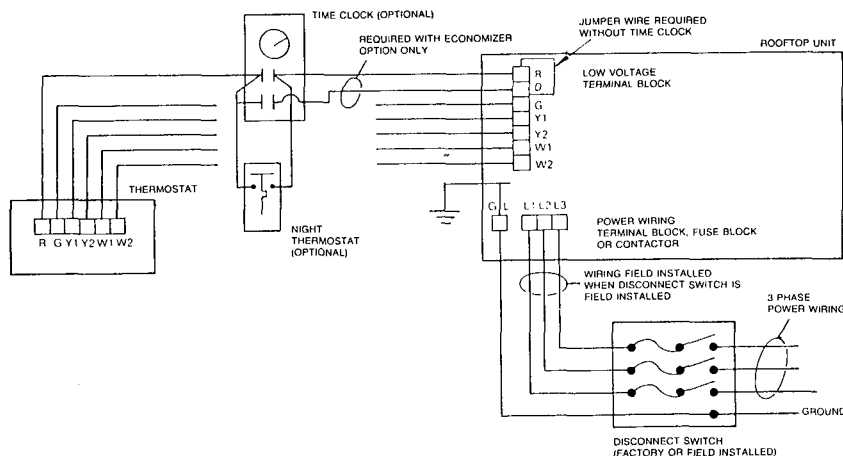 TIME CLOCK (OPTIONAL)
REQUIRED WITH ECONOMIZER
OPTION ONLY
JUMPER WIRE REQUIRED
WITHOUT TIME CLOCK
ROOFTOP UNIT
LOW VOLTAGE
TERMINAL BLOCK
R
D
G
Y1
Y2
W1
W2
THERMOSTAT
R G Y1 Y2 W1 W2
NIGHT
THERMOSTAT
(OPTIONAL)
G L L1 L2 L3
POWER WIRING
TERMINAL BLOCK, FUSE BLOCK
OR CONTACTOR
WIRING FIELD INSTALLED
WHEN DISCONNECT SWITCH IS
FIELD INSTALLED
3 PHASE
POWER WIRING
GROUND
DISCONNECT SWITCH
(FACTORY OR FIELD INSTALLED)